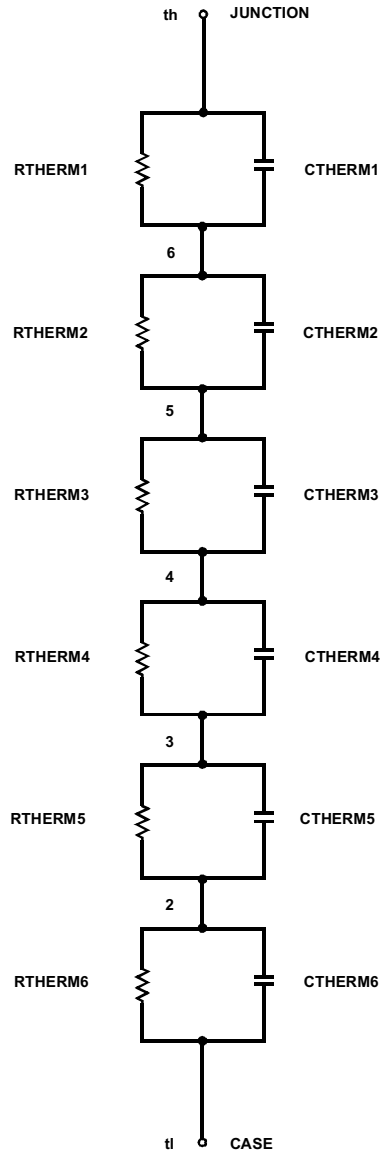 th JUNCTION
RTHERM1 CTHERM1
6
RTHERM2 CTHERM2
5
RTHERM3 CTHERM3
4
RTHERM4 CTHERM4
3
RTHERM5 CTHERM5
2
RTHERM6 CTHERM6
tl CASE